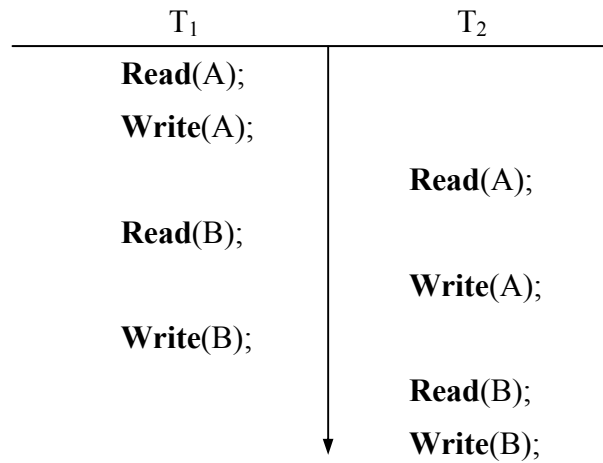 T₁ T₂
Read(A);
Write(A);
Read(A);
Read(B);
Write(A);
Write(B);
Read(B);
Write(B);